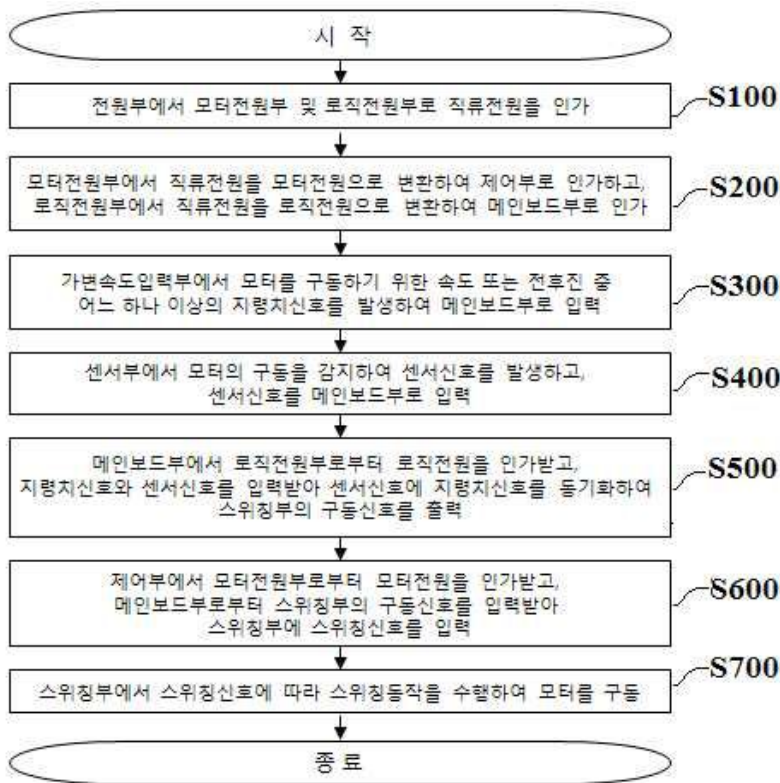 시 작
전원부에서 모터전원부 및 로직전원부로 직류전원을 인가
S100
모터전원부에서 직류전원을 모터전원으로 변환하여 제어부로 인가하고,
로직전원부에서 직류전원을 로직전원으로 변환하여 메인보드부로 인가
S200
가변속도입력부에서 모터를 구동하기 위한 속도 또는 전후진 중
어느 하나 이상의 지령치신호를 발생하여 메인보드부로 입력
S300
센서부에서 모터의 구동을 감지하여 센서신호를 발생하고,
센서신호를 메인보드부로 입력
S400
메인보드부에서 로직전원부로부터 로직전원을 인가받고,
지령치신호와 센서신호를 입력받아 센서신호에 지령치신호를 동기화하여
스위칭부의 구동신호를 출력
S500
제어부에서 모터전원부로부터 모터전원을 인가받고,
메인보드부로부터 스위칭부의 구동신호를 입력받아
스위칭부에 스위칭신호를 입력
S600
스위칭부에서 스위칭신호에 따라 스위칭동작을 수행하여 모터를 구동
S700
종 료